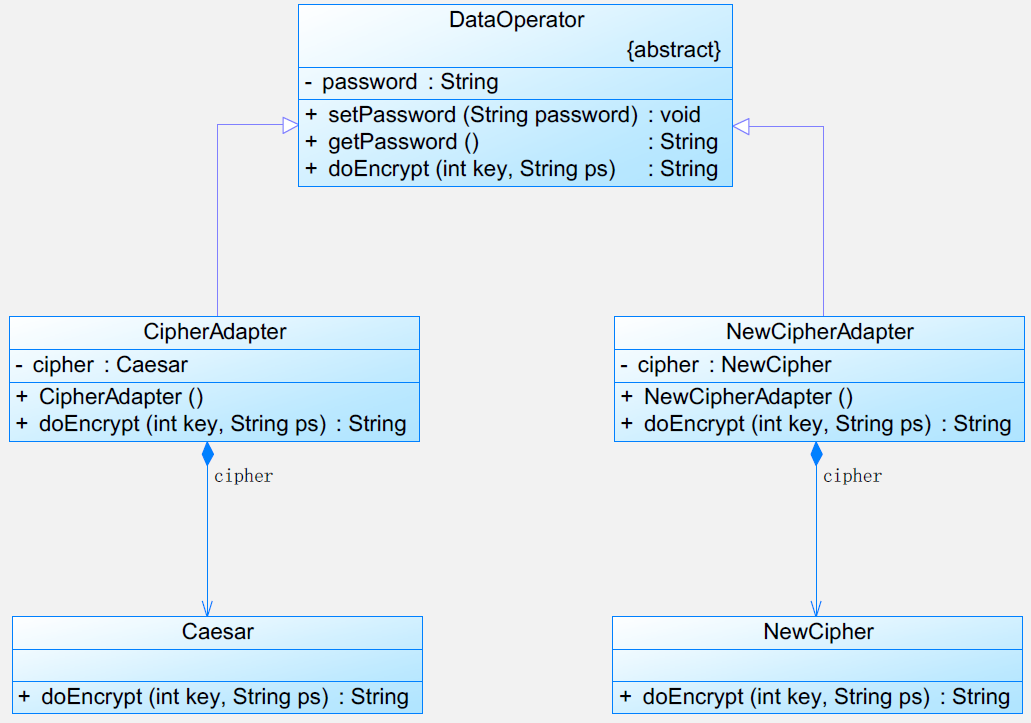 DataOperator
{abstract}
- password : String
+ setPassword (String password) : void
+ getPassword () : String
+ doEncrypt (int key, String ps) : String
CipherAdapter
- cipher : Caesar
+ CipherAdapter ()
+ doEncrypt (int key, String ps) : String
NewCipherAdapter
- cipher : NewCipher
+ NewCipherAdapter ()
+ doEncrypt (int key, String ps) : String
cipher
cipher
Caesar
+ doEncrypt (int key, String ps) : String
NewCipher
+ doEncrypt (int key, String ps) : String